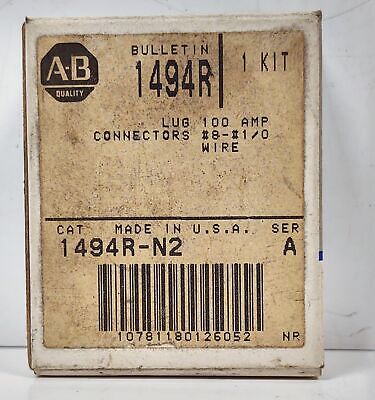 A-B
QUALITY
BULLETIN
1494R
1 KIT
LUG 100 AMP
CONNECTORS #8-#1/0
WIRE
CAT MADE IN U.S.A. SER
1494R-N2 A
10781180126052 NR